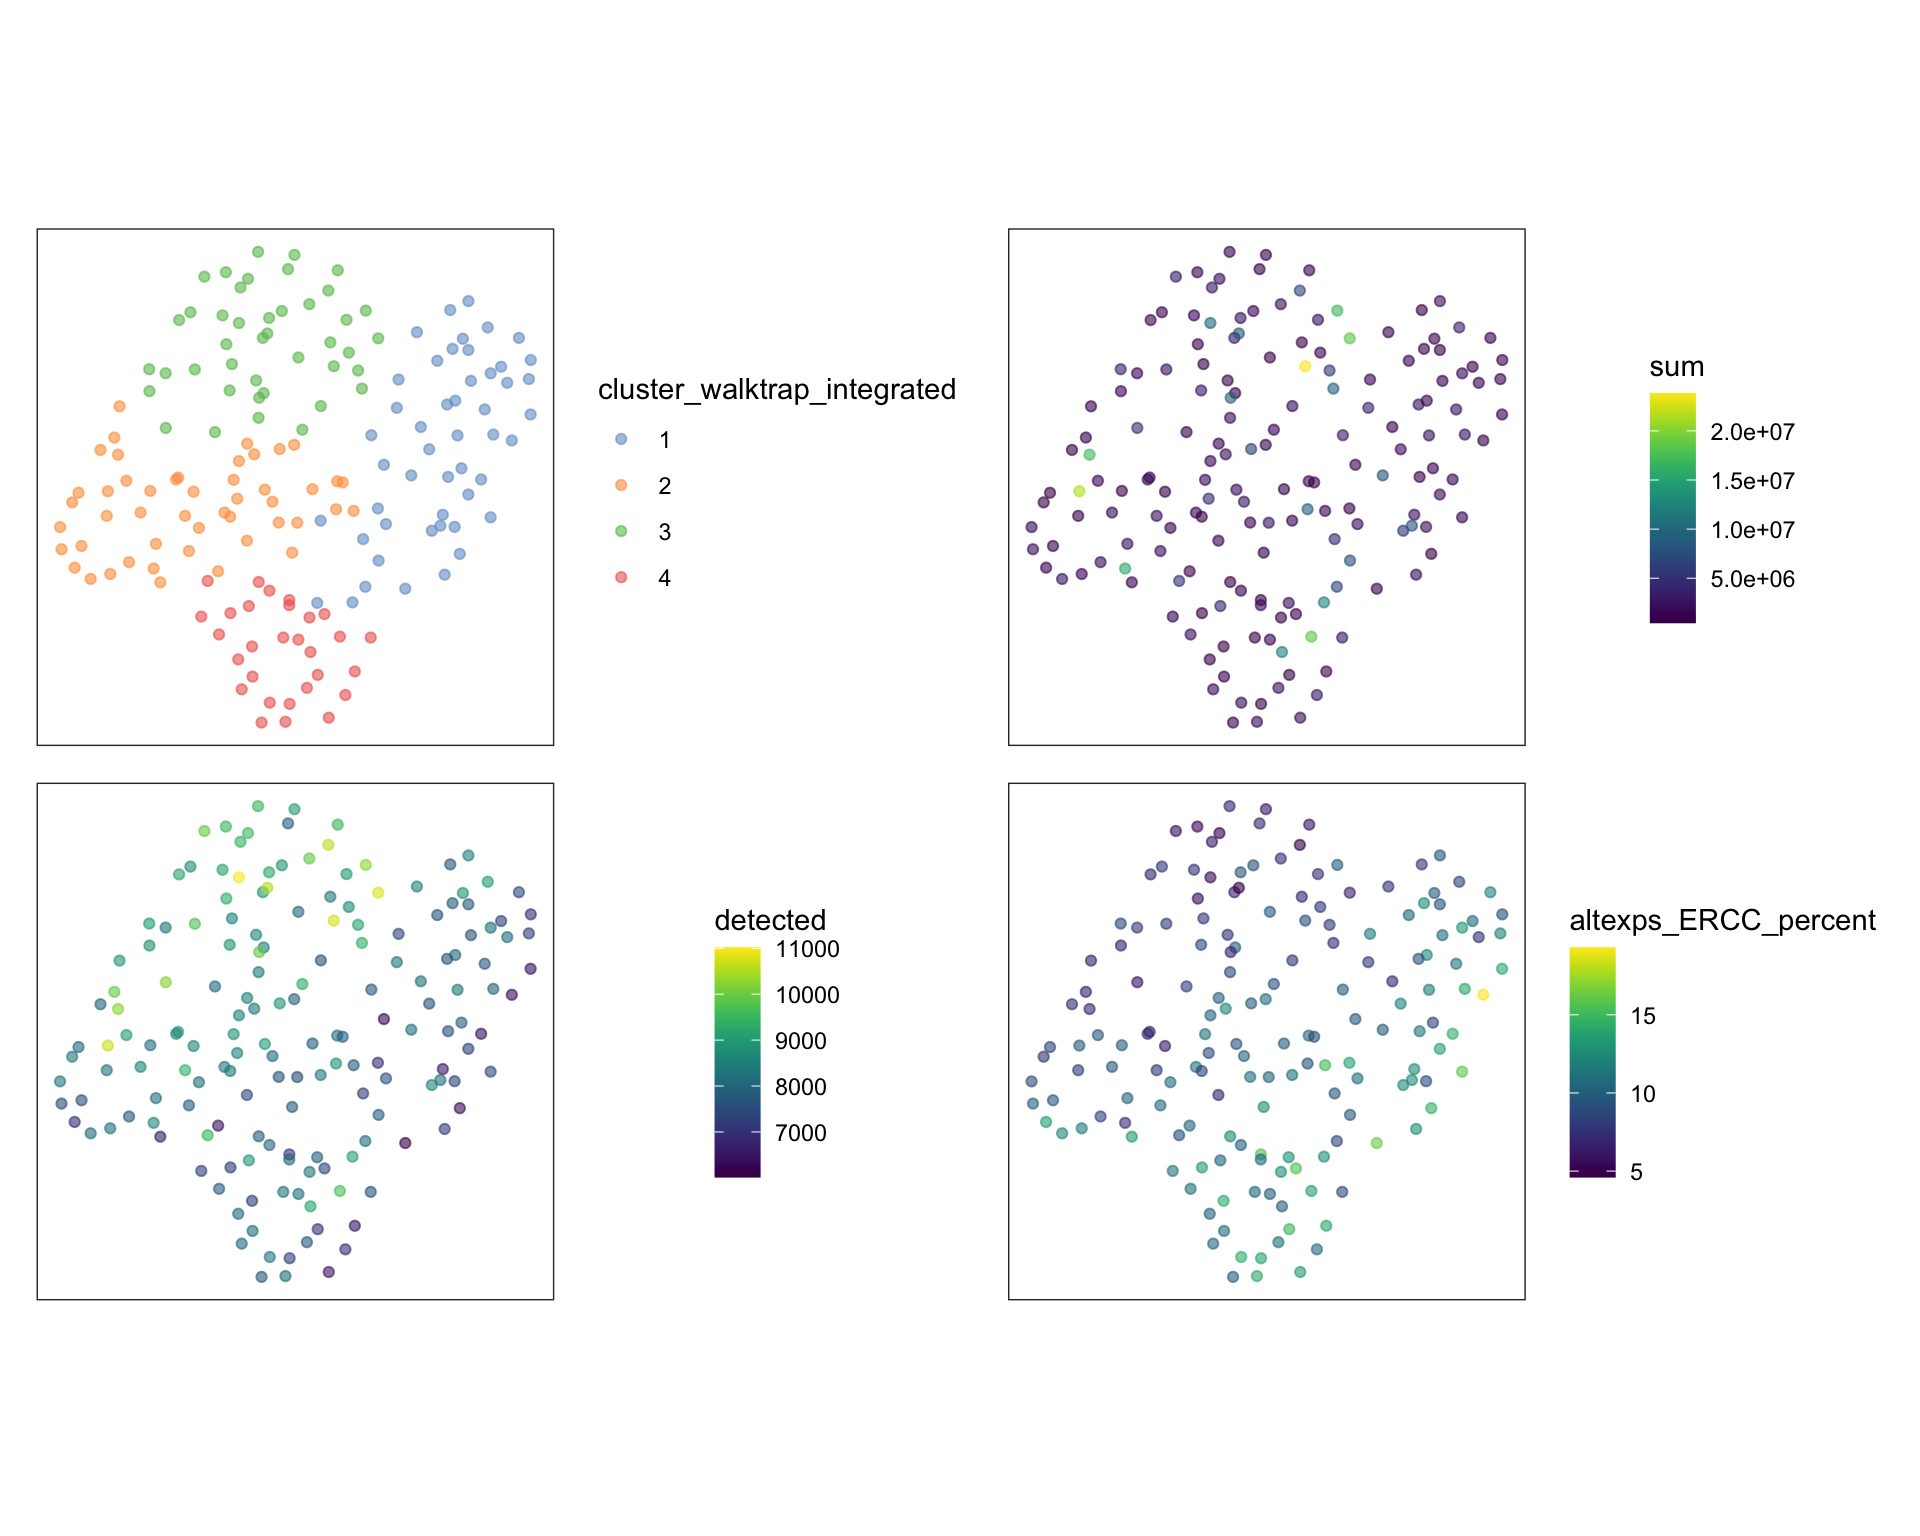 cluster_walktrap_integrated
1
2
3
4
sum
2.0e+07
1.5e+07
1.0e+07
5.0e+06
detected
11000
10000
9000
8000
7000
altexps_ERCC_percent
15
10
5